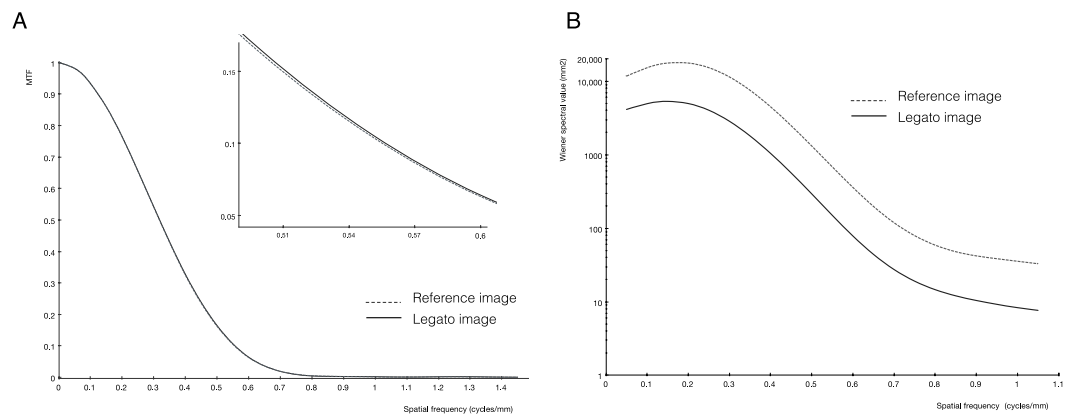 A
MTF
1
0.9
0.8
0.7
0.6
0.5
0.4
0.3
0.2
0.1
0
0 0.1 0.2 0.3 0.4 0.5 0.6 0.7 0.8 0.9 1 1.1 1.2 1.3 1.4
Spatial frequency (cycles/mm)
0.15
0.1
0.05
0.51 0.54 0.57 0.6
Reference image
Legato image
B
Wiener spectral value (mm2)
20,000
10,000
1000
100
10
1
0 0.1 0.2 0.3 0.4 0.5 0.6 0.7 0.8 0.9 1 1.1
Spatial frequency (cycles/mm)
Reference image
Legato image